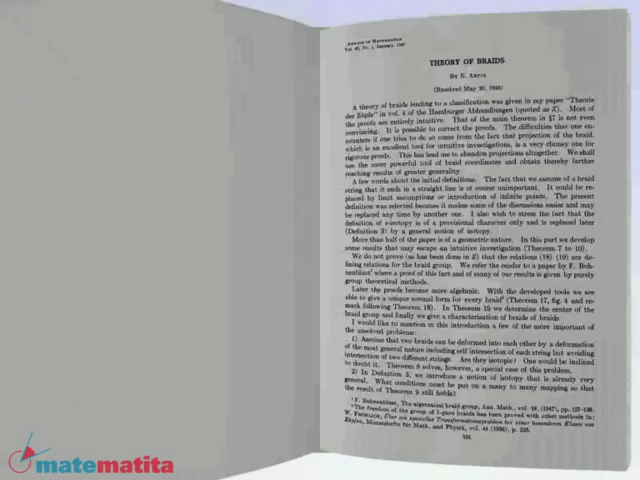 ANNALS OF MATHEMATICS
Vol. 48, No. 1, January, 1947
THEORY OF BRAIDS
BY E. ARTIN
(Received May 20, 1946)
A theory of braids leading to a classification was given in my paper "Theorie
der Zöpfe" in vol. 4 of the Hamburger Abhandlungen (quoted as Z). Most of
the proofs are entirely intuitive. That of the main theorem in §7 is not even
convincing. It is possible to correct the proofs. The difficulties that one en-
counters if one tries to do so come from the fact that projection of the braid,
which is an excellent tool for intuitive investigations, is a very clumsy one for
rigorous proofs. This has lead me to abandon projections altogether. We shall
use the more powerful tool of braid coordinates and obtain thereby farther
reaching results of greater generality.
A few words about the initial definitions. The fact that we assume of a braid
string that it ends in a straight line is of course unimportant. It could be re-
placed by limit assumptions or introduction of infinite points. The present
definition was selected because it makes some of the discussions easier and may
be replaced any time by another one. I also wish to stress the fact that the
definition of s-isotopy is of a provisional character only and is replaced later
(Definition 3) by a general notion of isotopy.
More than half of the paper is of a geometric nature. In this part we develop
some results that may escape an intuitive investigation (Theorem 7 to 10).
We do not prove (as has been done in Z) that the relations (18) (19) are de-
fining relations for the braid group. We refer the reader to a paper by F. Boh-
nenblust¹ where a proof of this fact and of many of our results is given by purely
group theoretical methods.
Later the proofs become more algebraic. With the developed tools we are
able to give a unique normal form for every braid² (Theorem 17, fig. 4 and re-
mark following Theorem 18). In Theorem 19 we determine the center of the
braid group and finally we give a characterisation of braids of braids.
I would like to mention in this introduction a few of the more important of
the unsolved problems:
1) Assume that two braids can be deformed into each other by a deformation
of the most general nature including self intersection of each string but avoiding
intersection of two different strings. Are they isotopic? One would be inclined
to doubt it. Theorem 8 solves, however, a special case of this problem.
2) In Definition 3, we introduce a notion of isotopy that is already very
general. What conditions must be put on a many to many mapping so that
the result of Theorem 9 still holds?
¹ F. Bohnenblust, The algebraical braid group, Ann. Math., vol. 48, (1947), pp. 127-136.
² The freedom of the group of k-pure braids has been proved with other methods in:
W. FRÖHLICH, Über ein spezielles Transformationsproblem bei einer besonderen Klasse von
Zöpfen, Monatshefte für Math. und Physik, vol. 44 (1936), p. 225.
101
matematita